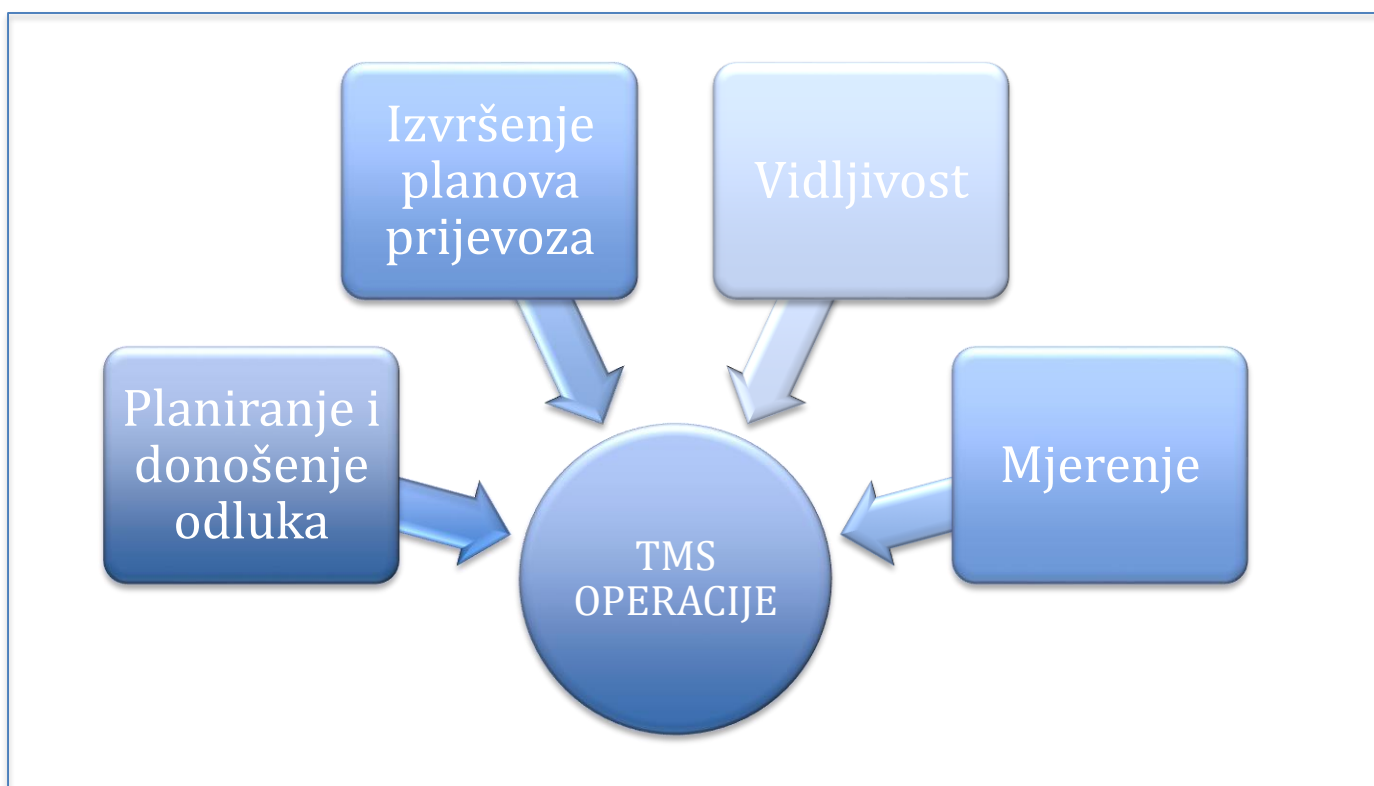 Izvršenje
planova
prijevoza
Vidljivost
Planiranje i
donošenje
odluka
Mjerenje
TMS
OPERACIJE